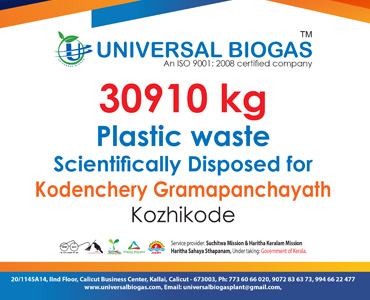 UNIVERSAL BIOGAS TM
An ISO 9001: 2008 certified company
30910 kg
Plastic waste
Scientifically Disposed for
Kodenchery Gramapanchayath
Kozhikode
Service provider: Suchitwa Mission & Haritha Keralam Mission
Haritha Sahaya Sthapanam, Under taking: Government of Kerala.
20/1145A14, IInd Floor, Calicut Business Center, Kallai, Calicut - 673003, Ph: 773 60 66 020, 9072 83 63 73, 994 66 22 477
www.universalbiogas.com, Email: universalbiogasplant@gmail.com,